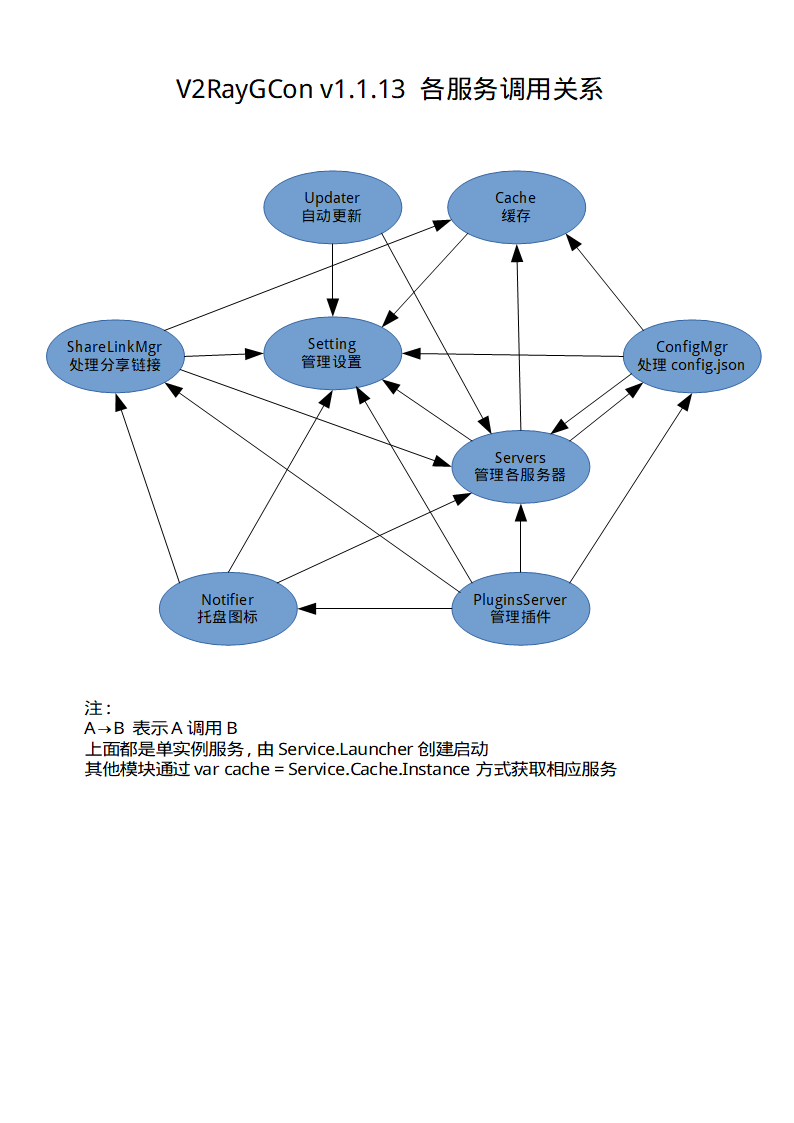 V2RayGCon v1.1.13 各服务调用关系
Updater
自动更新
Cache
缓存
ShareLinkMgr
处理分享链接
Setting
管理设置
ConfigMgr
处理 config.json
Servers
管理各服务器
Notifier
托盘图标
PluginsServer
管理插件
注：
A→B 表示 A 调用 B
上面都是单实例服务，由 Service.Launcher 创建启动
其他模块通过 var cache = Service.Cache.Instance 方式获取相应服务